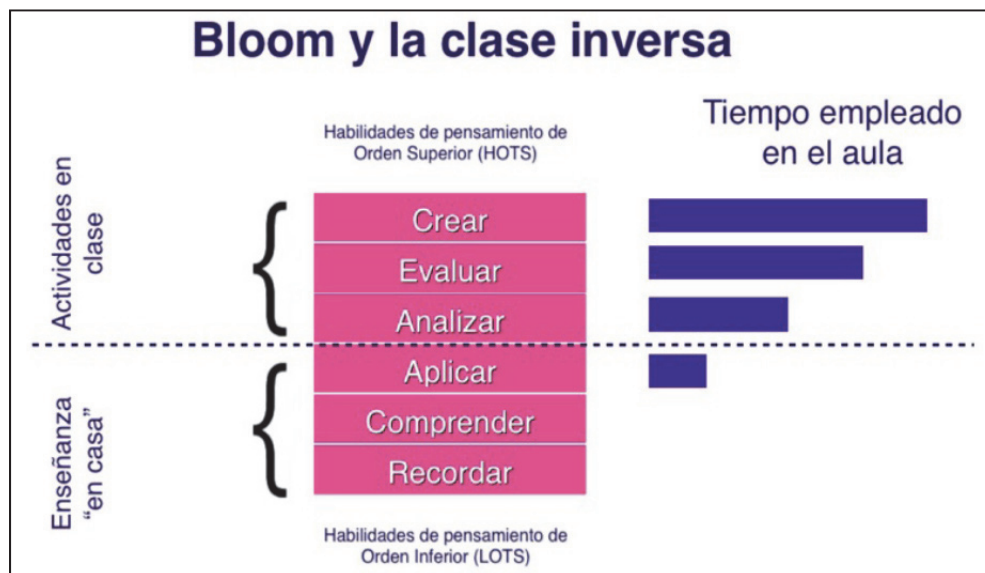 Bloom y la clase inversa
Tiempo empleado
en el aula
Habilidades de pensamiento de
Orden Superior (HOTS)
Actividades en
clase
Crear
Evaluar
Analizar
Aplicar
Comprender
Recordar
Enseñanza
“en casa”
Habilidades de pensamiento de
Orden Inferior (LOTS)